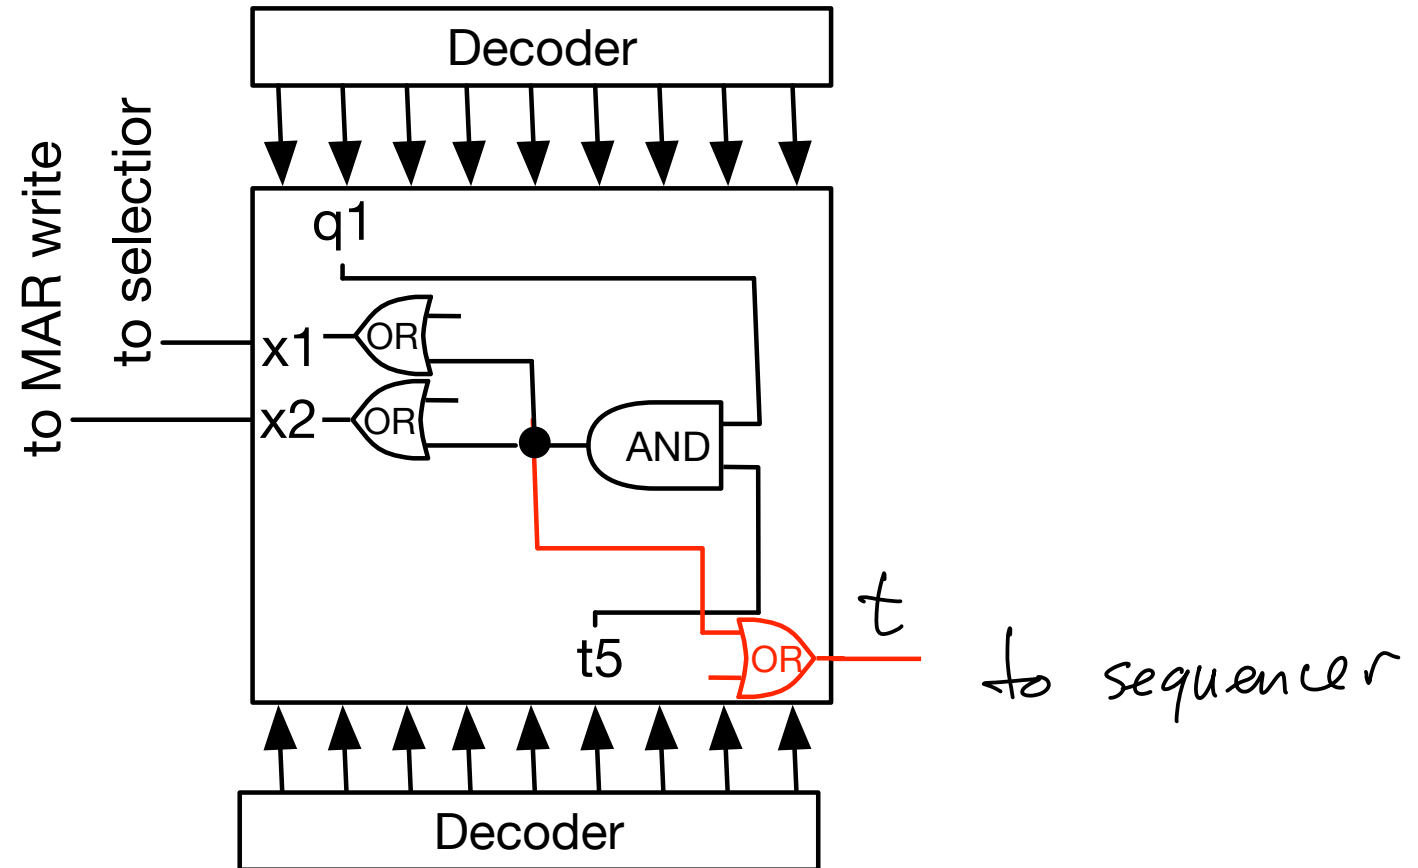 Decoder
to MAR write
to selectior
q1
x1
OR
x2
OR
AND
t5
OR
t
to sequencer
Decoder